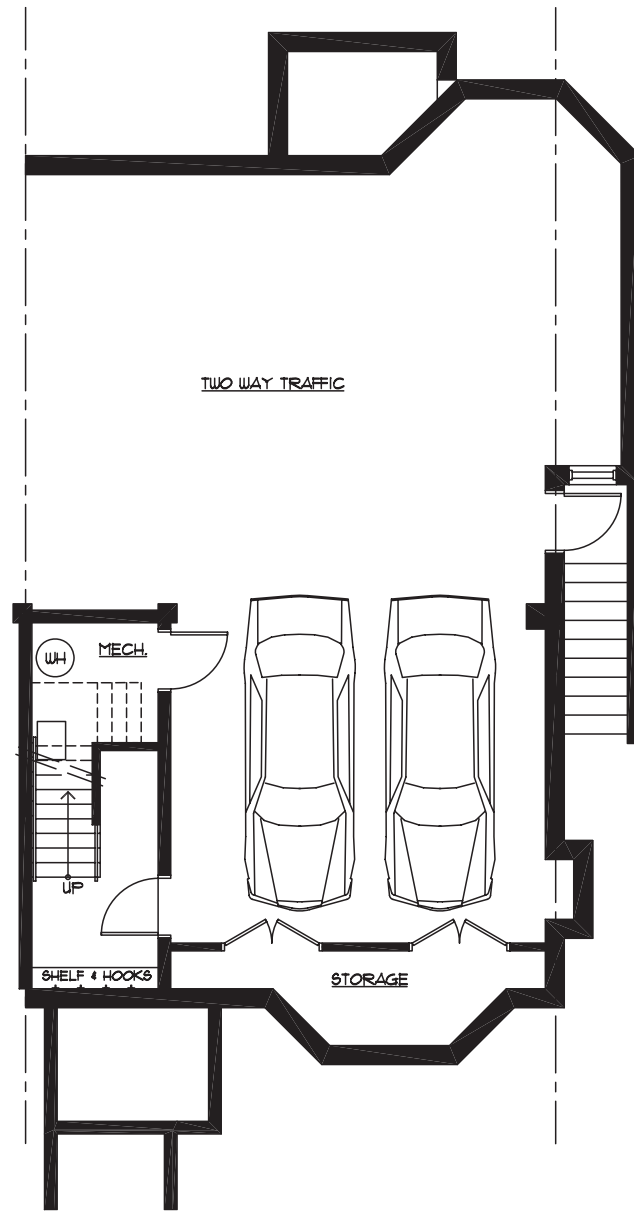 TWO WAY TRAFFIC
MECH.
WH
UP
SHELF & HOOKS
STORAGE